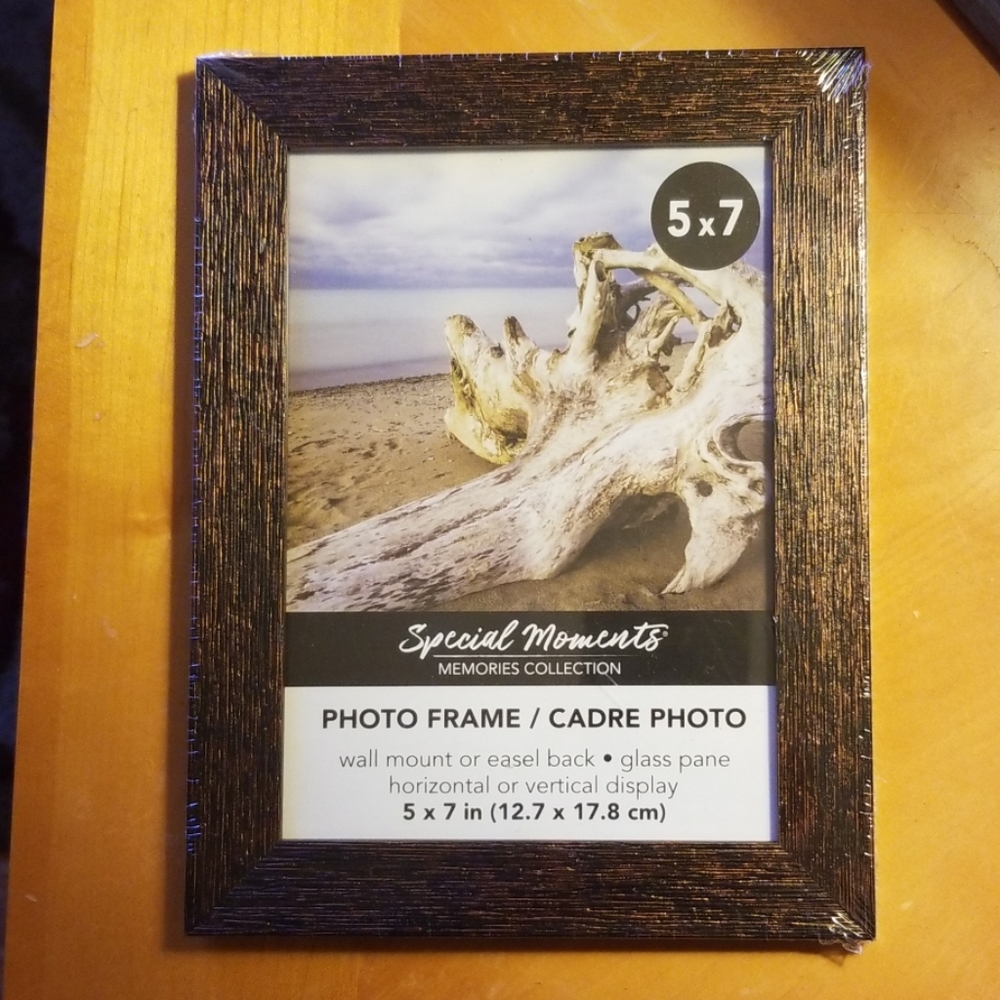 5x7
Special Moments®
MEMORIES COLLECTION
PHOTO FRAME / CADRE PHOTO
wall mount or easel back • glass pane
horizontal or vertical display
5 x 7 in (12.7 x 17.8 cm)